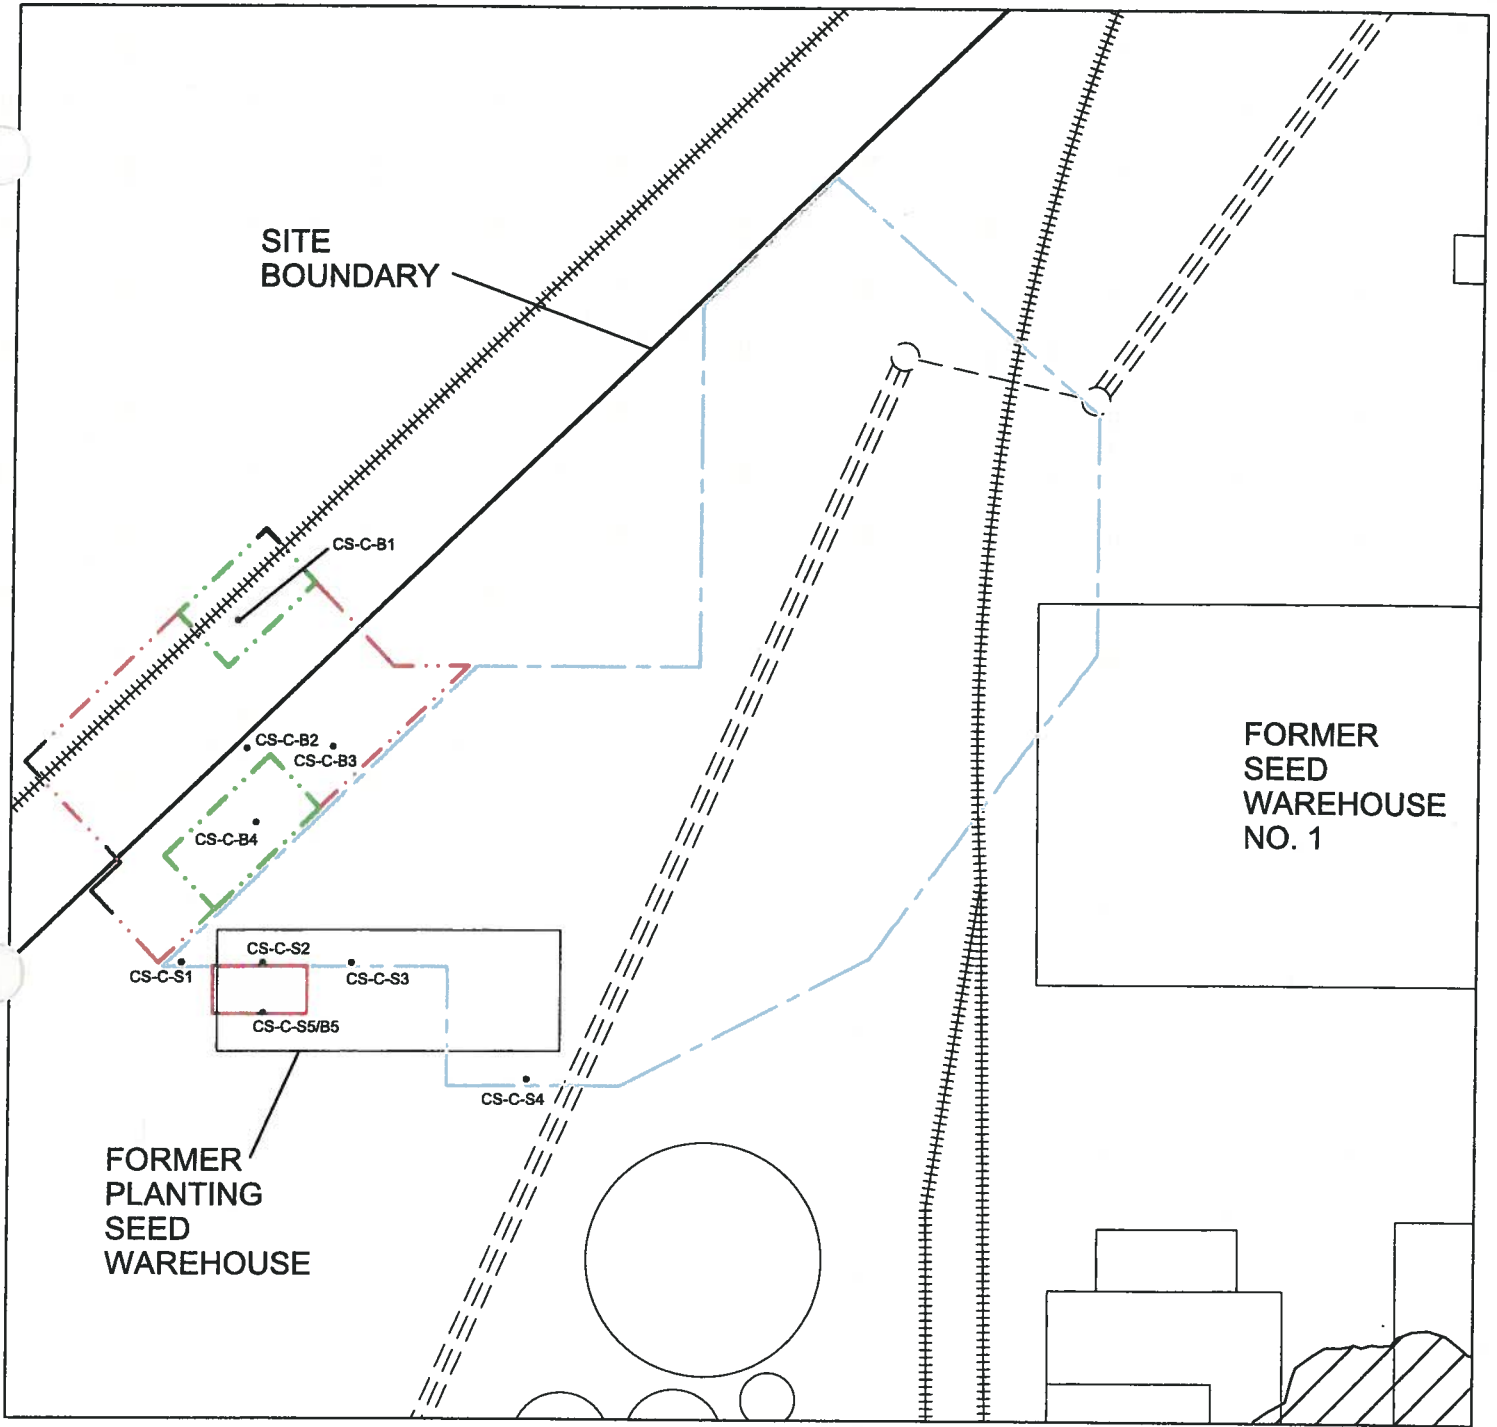 SITE
BOUNDARY
CS-C-B1
CS-C-B2
CS-C-B3
CS-C-B4
FORMER
SEED
WAREHOUSE
NO. 1
CS-C-S2
CS-C-S1
CS-C-S3
CS-C-S5/B5
CS-C-S4
FORMER
PLANTING
SEED
WAREHOUSE